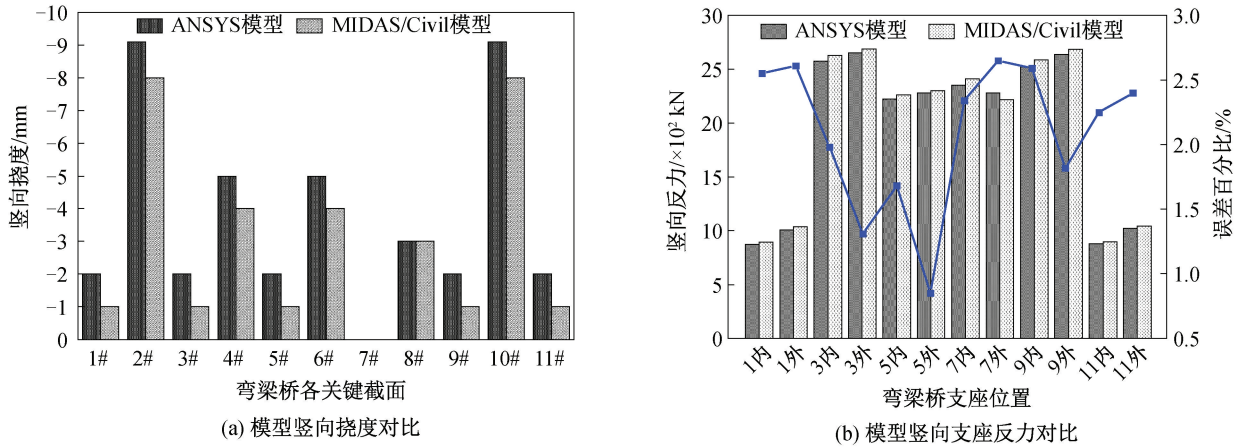 −10
−9
−8
−7
−6
−5
−4
−3
−2
−1
0
竖向挠度/mm
ANSYS模型
MIDAS/Civil模型
1# 2# 3# 4# 5# 6# 7# 8# 9# 10# 11#
弯梁桥各关键截面
(a) 模型竖向挠度对比
30
25
20
15
10
5
0
竖向反力/×10² kN
ANSYS模型
MIDAS/Civil模型
3.0
2.5
2.0
1.5
1.0
0.5
误差百分比/%
1内 1外 3内 3外 5内 5外 7内 7外 9内 9外 11内 11外
弯梁桥支座位置
(b) 模型竖向支座反力对比